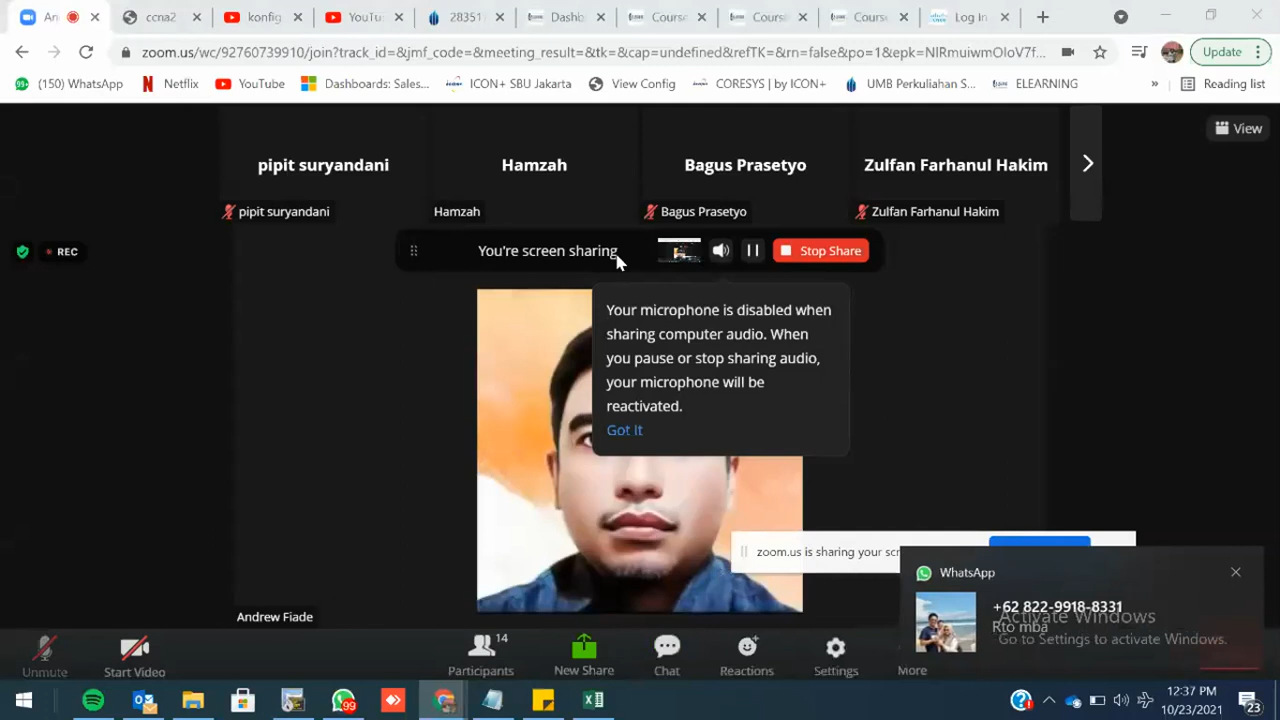 An
ccna2
konfig
YouTu
28351
Dashb
Course
Course
Course
Log In
zoom.us/wc/92760739910/join?track_id=&jmf_code=&meeting_result=&tk=&cap=undefined&refTK=&rn=false&po=1&epk=NIRmuiwmOIoV7f...
Update
(150) WhatsApp
Netflix
YouTube
Dashboards: Sales...
ICON+ SBU Jakarta
View Config
CORESYS | by ICON+
UMB Perkuliahan S...
ELEARNING
»
Reading list
View
pipit suryandani
Hamzah
Bagus Prasetyo
Zulfan Farhanul Hakim
pipit suryandani
Hamzah
Bagus Prasetyo
Zulfan Farhanul Hakim
REC
You're screen sharing
Stop Share
Your microphone is disabled when
sharing computer audio. When
you pause or stop sharing audio,
your microphone will be
reactivated.
Got It
zoom.us is sharing your scr
WhatsApp
+62 822-9918-8331
Rto mba
Activate Windows
Go to Settings to activate Windows.
Andrew Fiade
14
Unmute
Start Video
Participants
New Share
Chat
Reactions
Settings
More
99
12:37 PM
10/23/2021
23